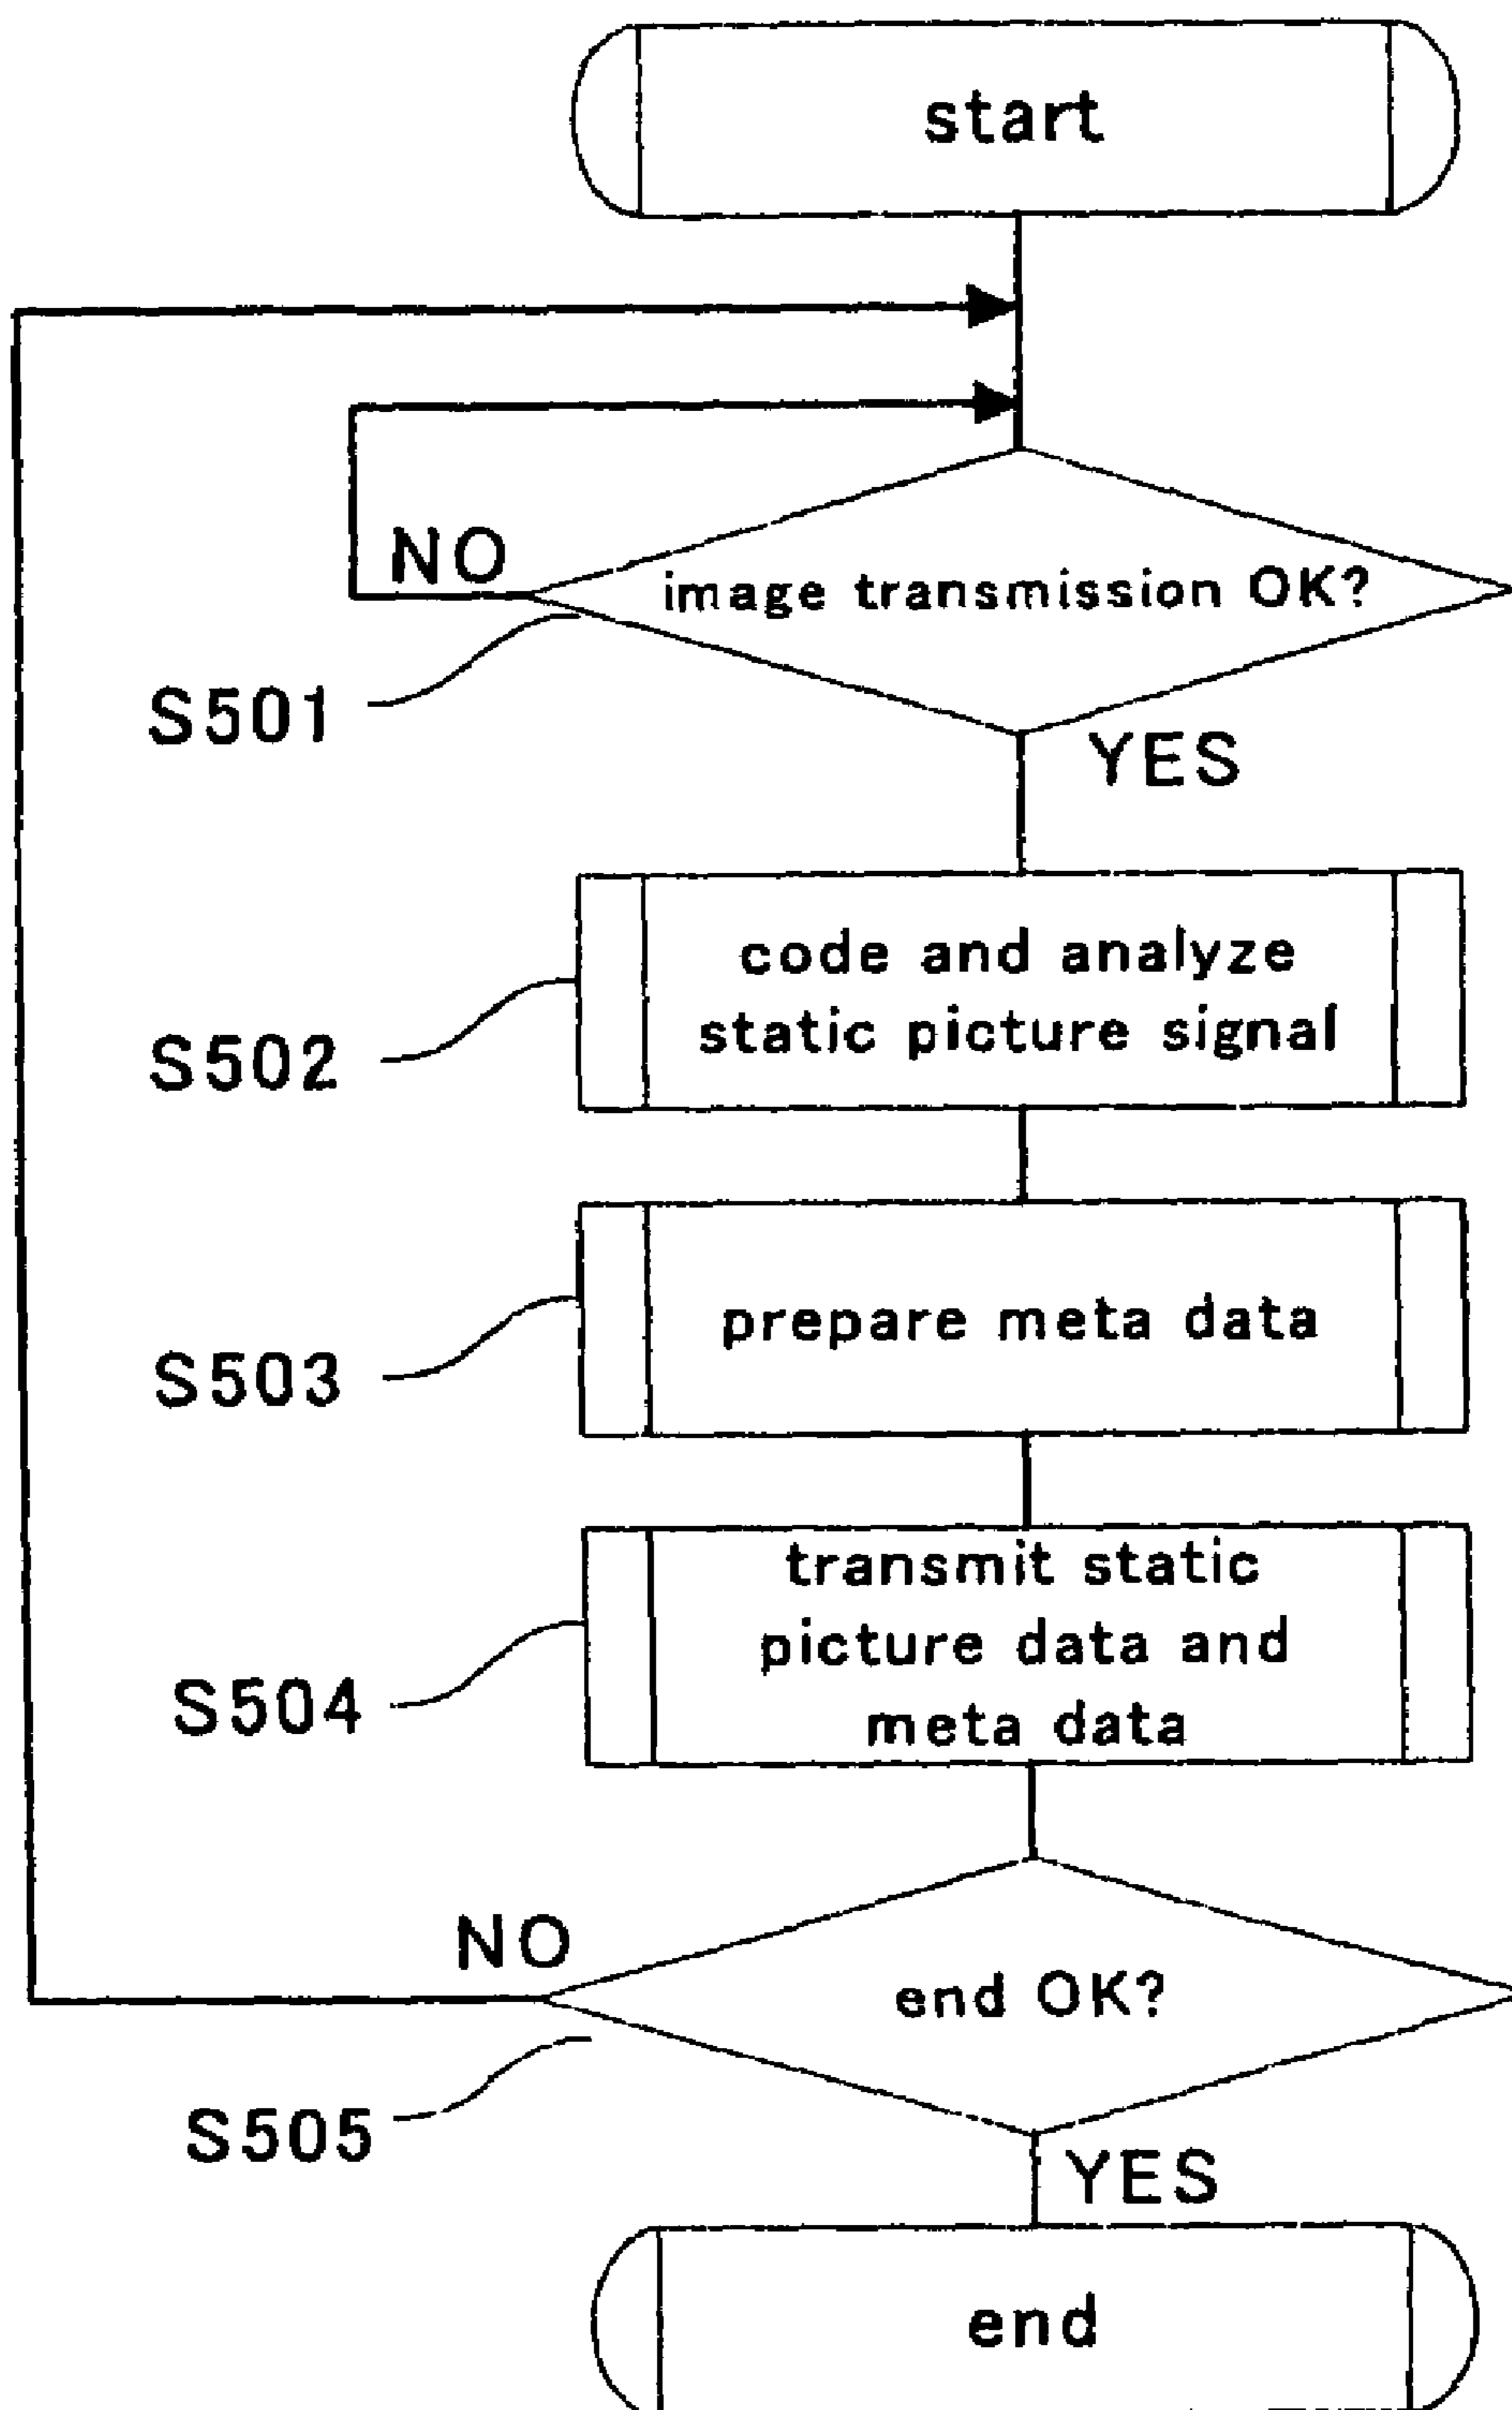 start
NO
image transmission OK?
S501
YES
code and analyze
static picture signal
S502
prepare meta data
S503
transmit static
picture data and
meta data
S504
NO
end OK?
S505
YES
end